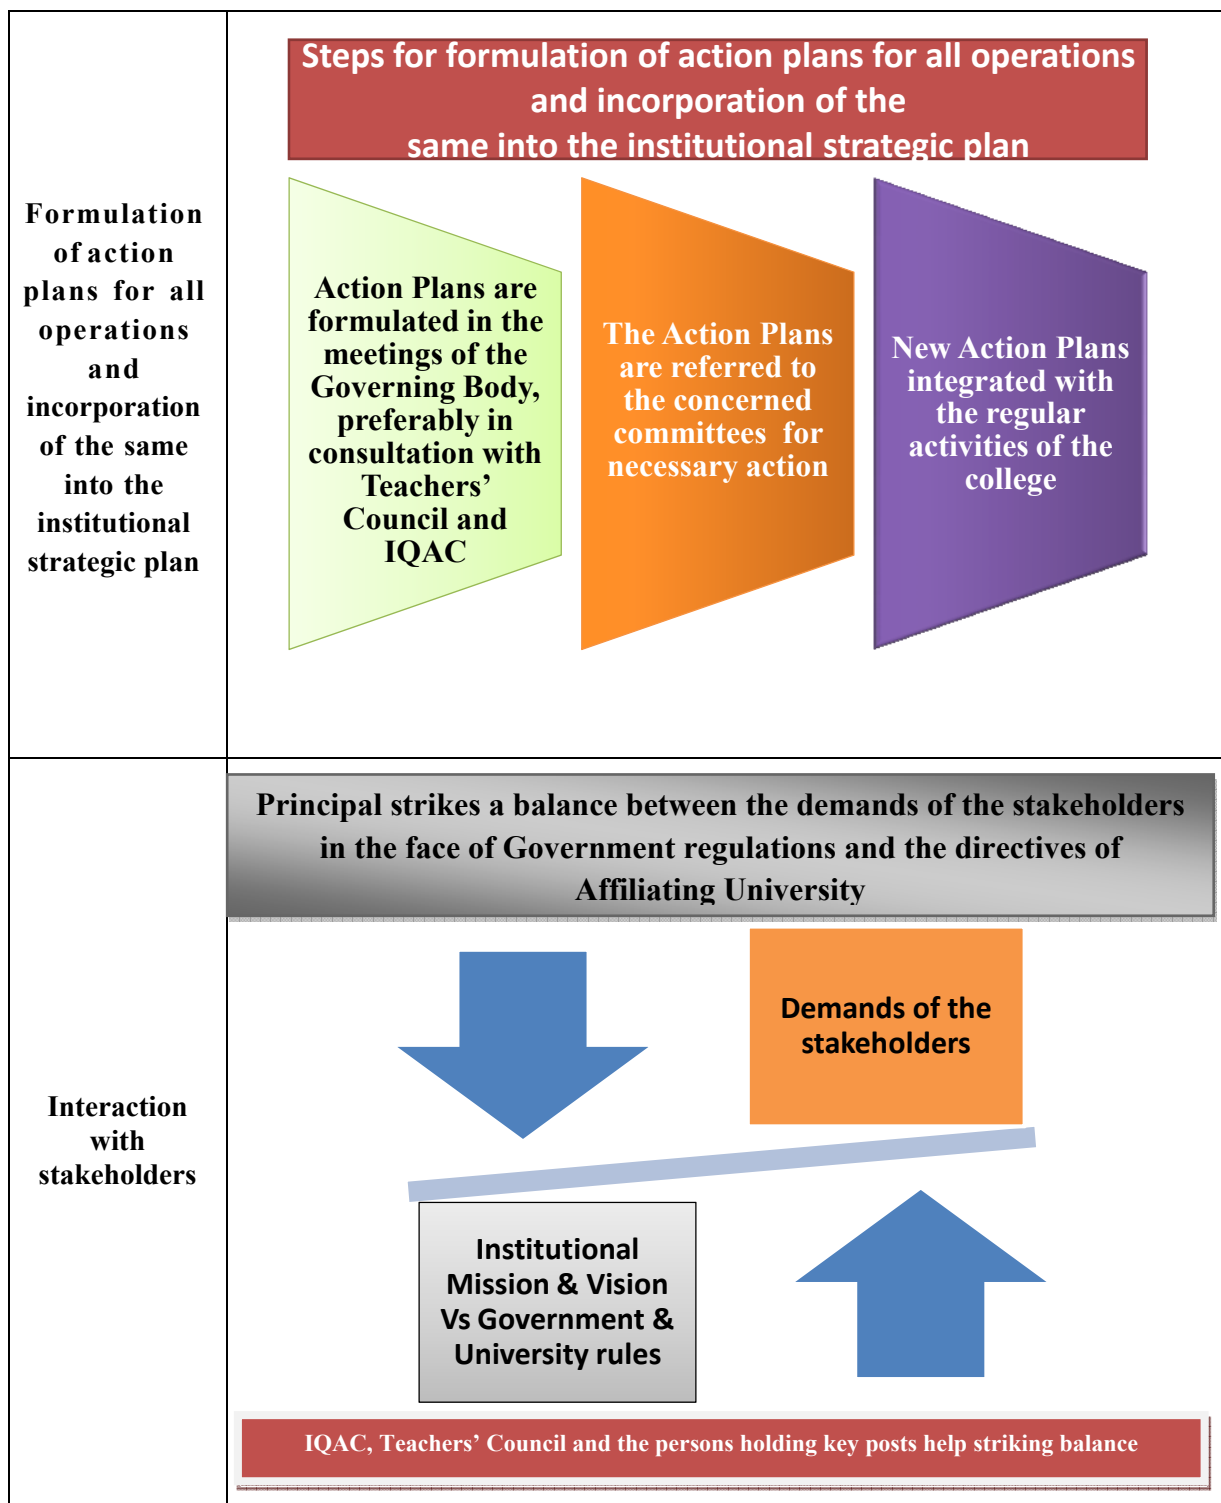 Formulation
of action
plans for all
operations
and
incorporation
of the same
into the
institutional
strategic plan
Steps for formulation of action plans for all operations
and incorporation of the
same into the institutional strategic plan
Action Plans are
formulated in the
meetings of the
Governing Body,
preferably in
consultation with
Teachers’
Council and
IQAC
The Action Plans
are referred to
the concerned
committees for
necessary action
New Action Plans
integrated with
the regular
activities of the
college
Interaction
with
stakeholders
Principal strikes a balance between the demands of the stakeholders
in the face of Government regulations and the directives of
Affiliating University
Demands of the
stakeholders
Institutional
Mission & Vision
Vs Government &
University rules
IQAC, Teachers’ Council and the persons holding key posts help striking balance